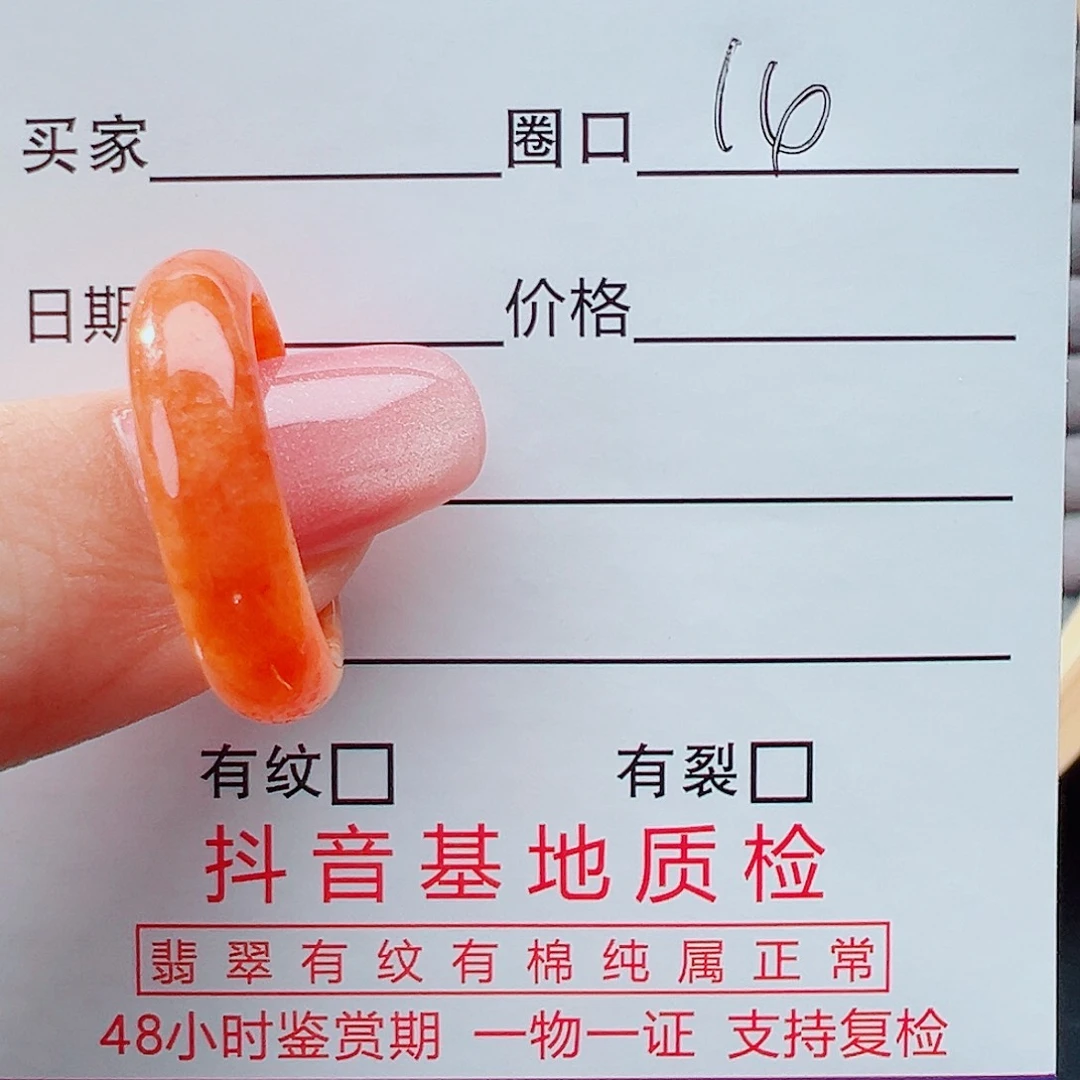 买家 圈口 16
日期 价格
有纹 有裂
抖音基地质检
翡翠有纹有棉纯属正常
48小时鉴赏期 一物一证 支持复检